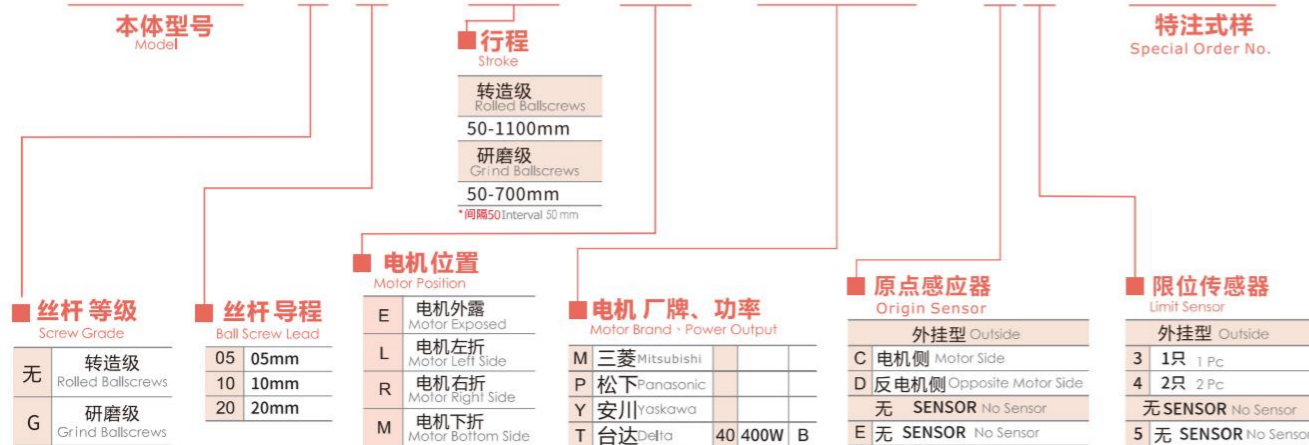 本体型号
Model
行程
Stroke
转造级
Rolled Ballscrews
50-1100mm
研磨级
Grind Ballscrews
50-700mm
*间隔50 Interval 50 mm
特注式样
Special Order No.
丝杆 等级
Screw Grade
无 转造级
Rolled Ballscrews
G 研磨级
Grind Ballscrews
丝杆 导程
Ball Screw Lead
05 05mm
10 10mm
20 20mm
电机位置
Motor Position
E 电机外露
Motor Exposed
L 电机左折
Motor Left Side
R 电机右折
Motor Right Side
M 电机下折
Motor Bottom Side
电机 厂牌、功率
Motor Brand、Power Output
M 三菱 Mitsubishi
P 松下 Panasonic
Y 安川 Yaskawa
T 台达 Delta 40 400W B
原点感应器
Origin Sensor
外挂型 Outside
C 电机侧 Motor Side
D 反电机侧 Opposite Motor Side
无 SENSOR No Sensor
E 无 SENSOR No Sensor
限位传感器
Limit Sensor
外挂型 Outside
3 1只 1 Pc
4 2只 2 Pc
无 SENSOR No Sensor
5 无 SENSOR No Sensor